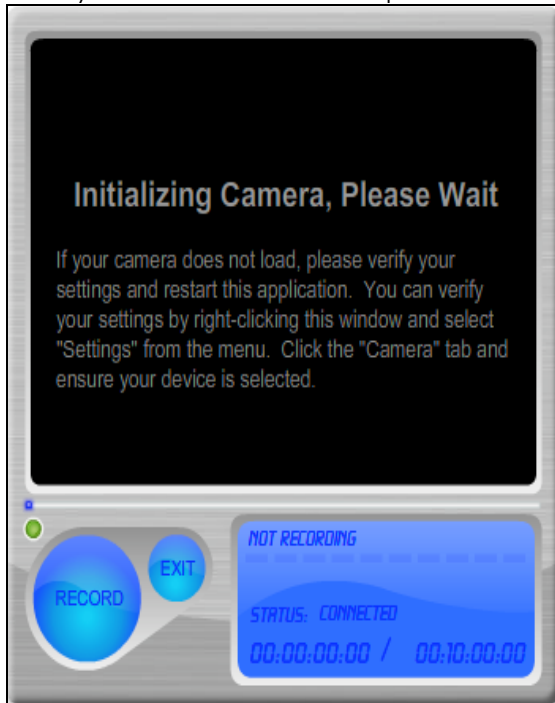 Initializing Camera, Please Wait
If your camera does not load, please verify your
settings and restart this application.  You can verify
your settings by right-clicking this window and select
"Settings" from the menu.  Click the "Camera" tab and
ensure your device is selected.
NOT RECORDING
EXIT
RECORD
STATUS: CONNECTED
00:00:00:00 / 00:10:00:00